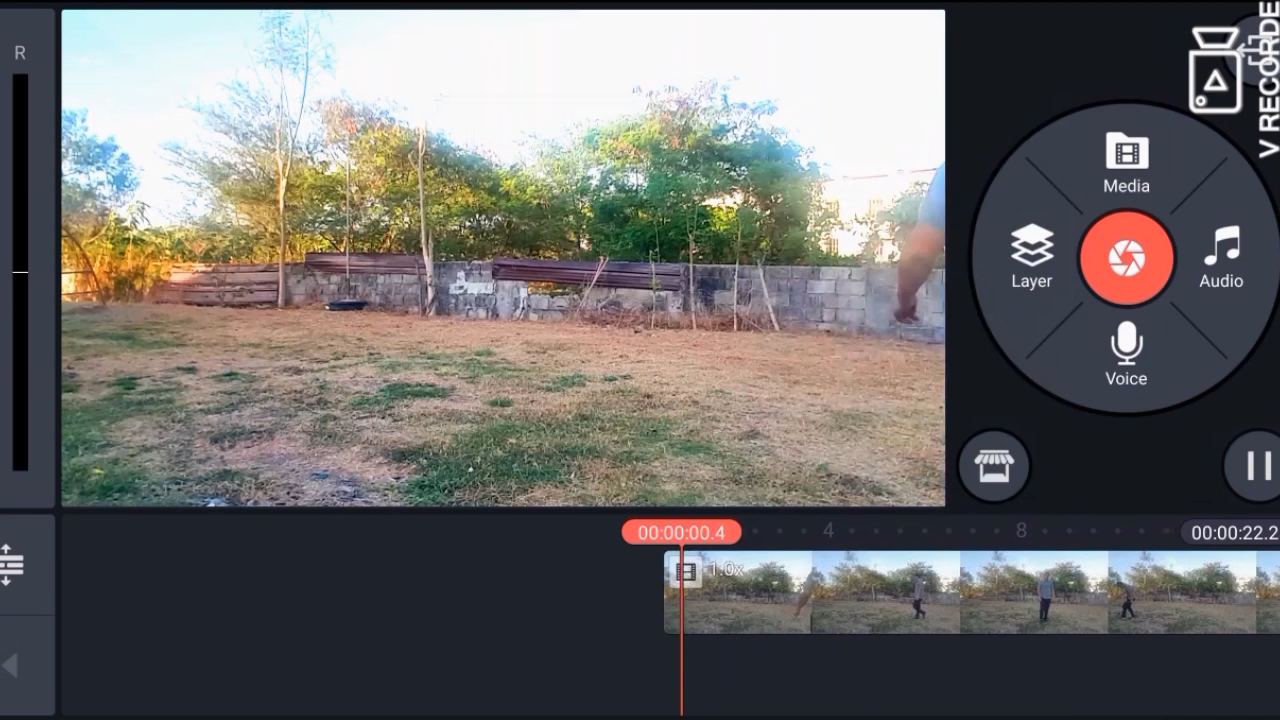 R
V RECORDE
Media
Layer
Audio
Voice
00:00:00.4
4
8
00:00:22.2
1.0x